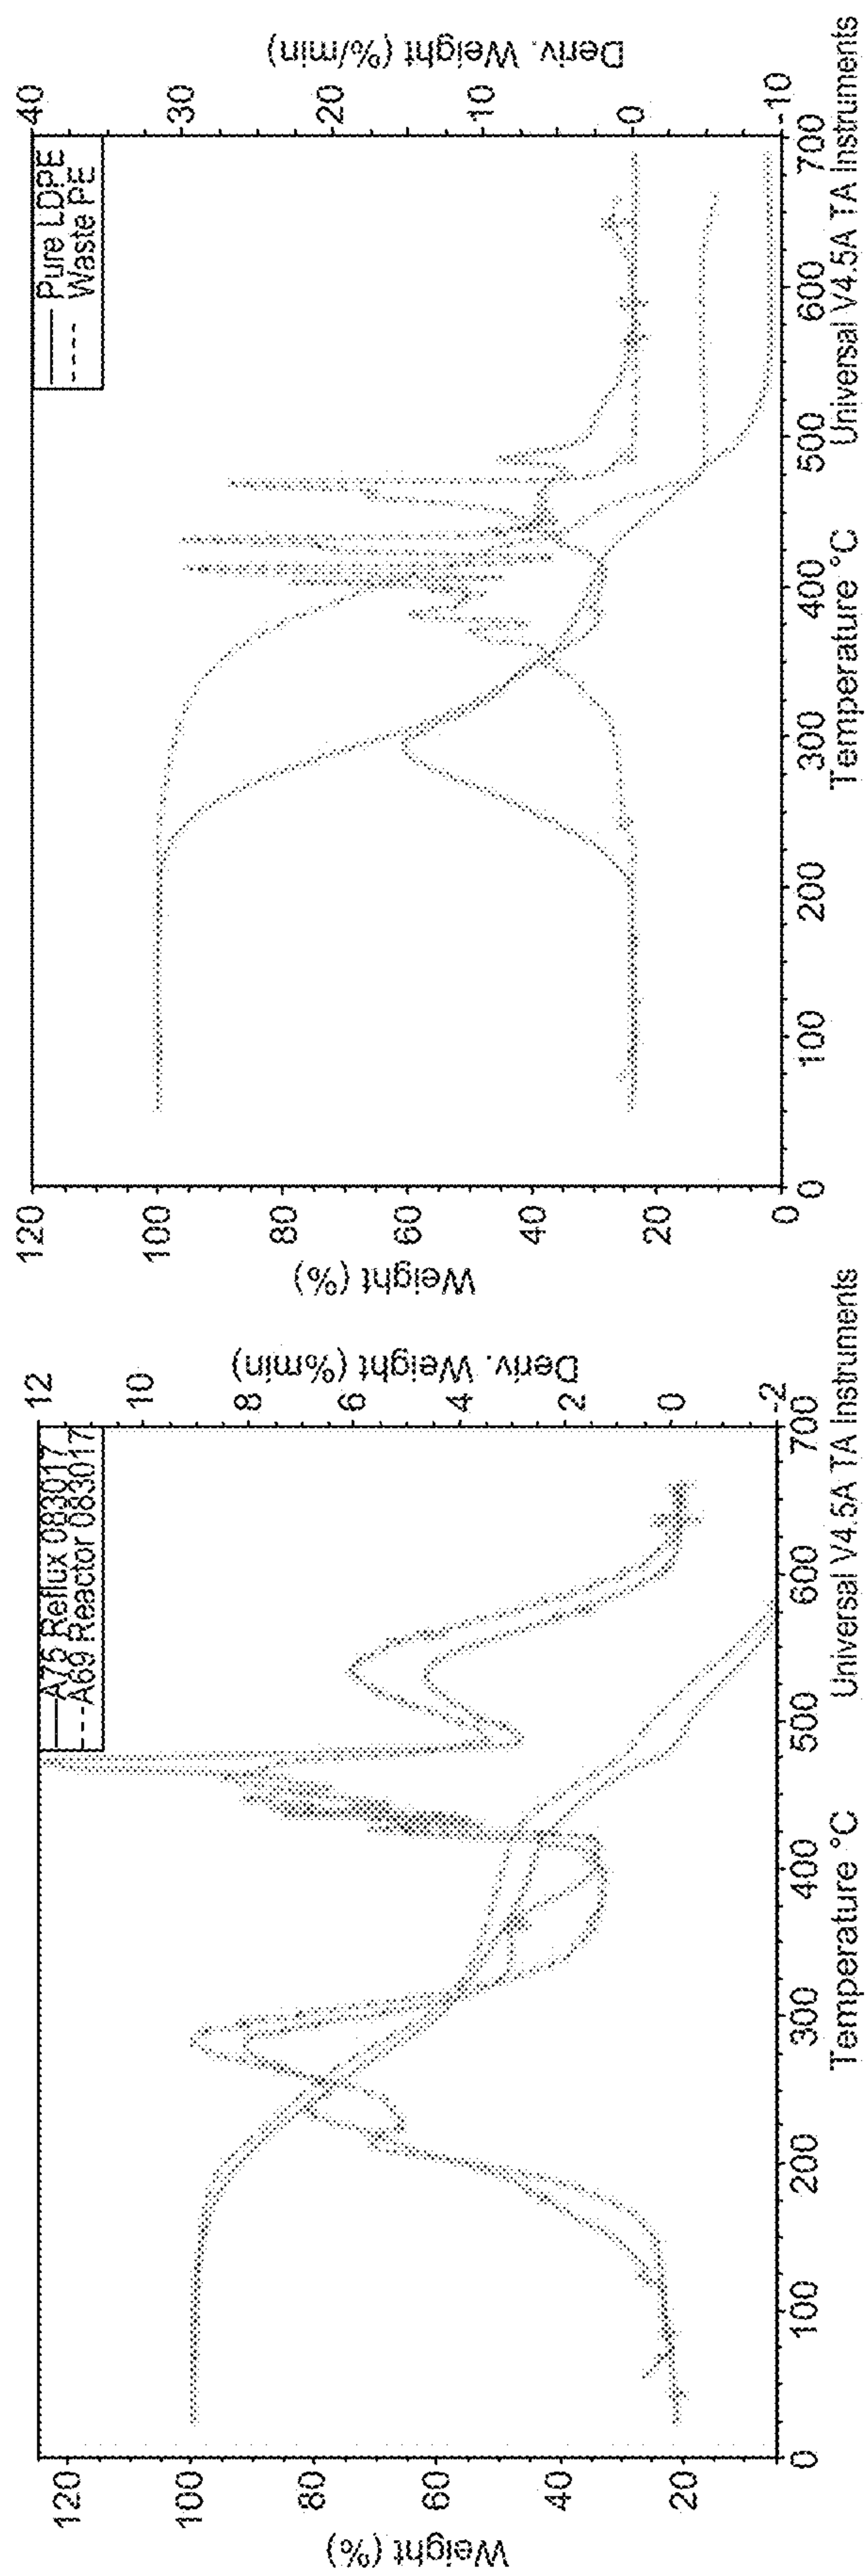 A75 Reflux 083017
A69 Reactor 083017
Weight (%)
120
100
80
60
40
20
Deriv. Weight (%min)
12
10
8
6
4
2
0
-2
0 100 200 300 400 500 600 700
Temperature °C
Universal V4.5A TA Instruments
Pure LDPE
Waste PE
Weight (%)
120
100
80
60
40
20
0
Deriv. Weight (%/min)
40
30
20
10
0
-10
0 100 200 300 400 500 600 700
Temperature °C
Universal V4.5A TA Instruments